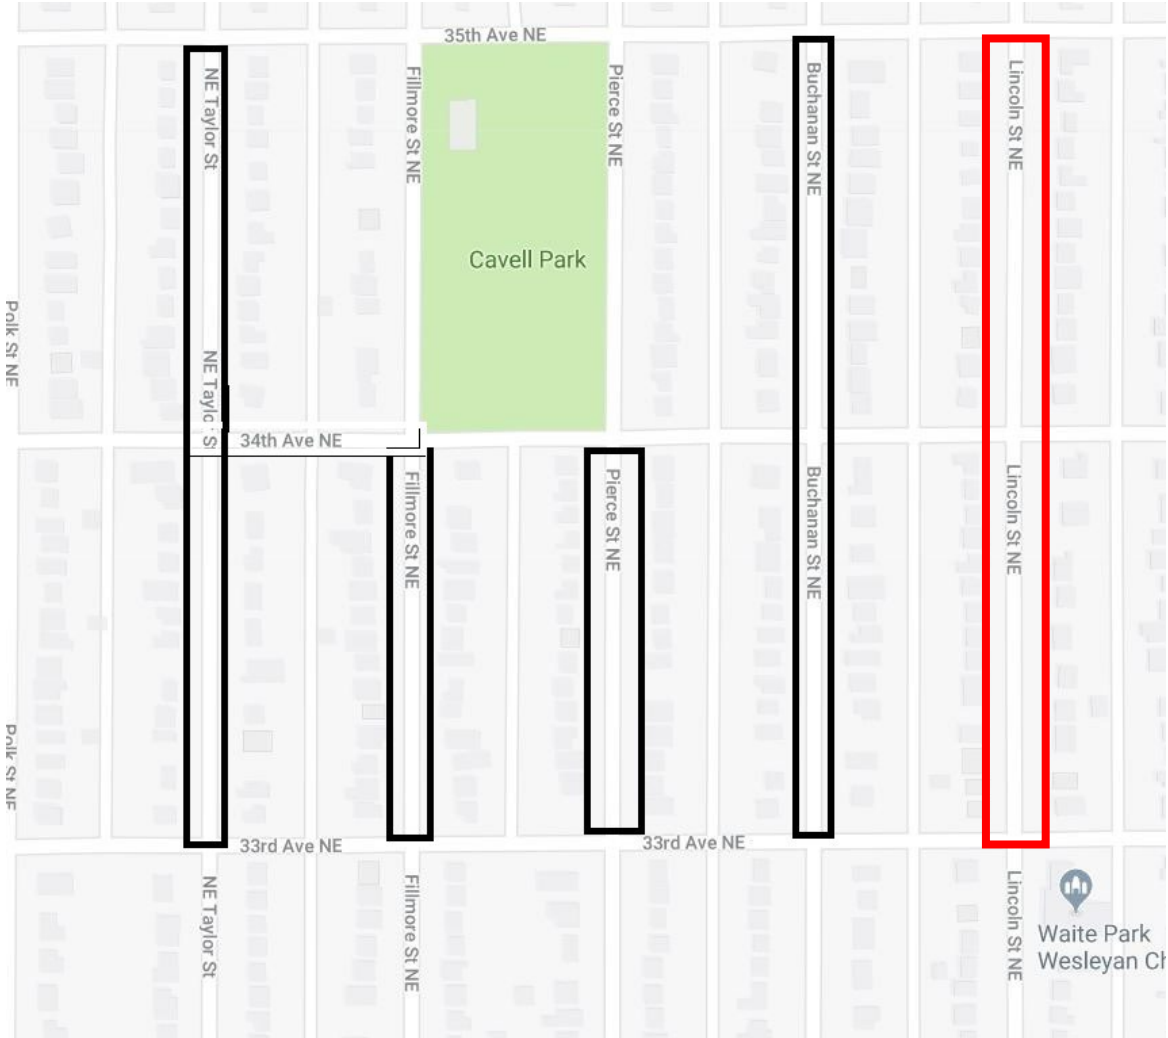 35th Ave NE
NE Taylor St
Fillmore St NE
Pierce St NE
Buchanan St NE
Lincoln St NE
Cavell Park
Polk St NE
NE Taylor St
34th Ave NE
Fillmore St NE
Pierce St NE
Buchanan St NE
Lincoln St NE
Polk St NE
33rd Ave NE
33rd Ave NE
NE Taylor St
Fillmore St NE
Lincoln St NE
Waite Park
Wesleyan Ch